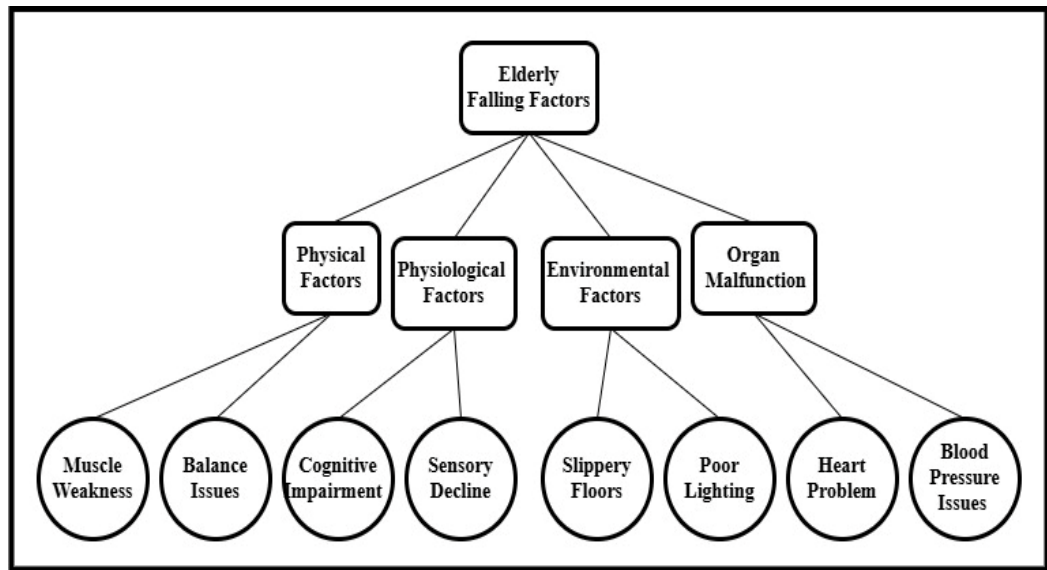 Elderly
Falling Factors
Physical
Factors
Physiological
Factors
Environmental
Factors
Organ
Malfunction
Muscle
Weakness
Balance
Issues
Cognitive
Impairment
Sensory
Decline
Slippery
Floors
Poor
Lighting
Heart
Problem
Blood
Pressure
Issues